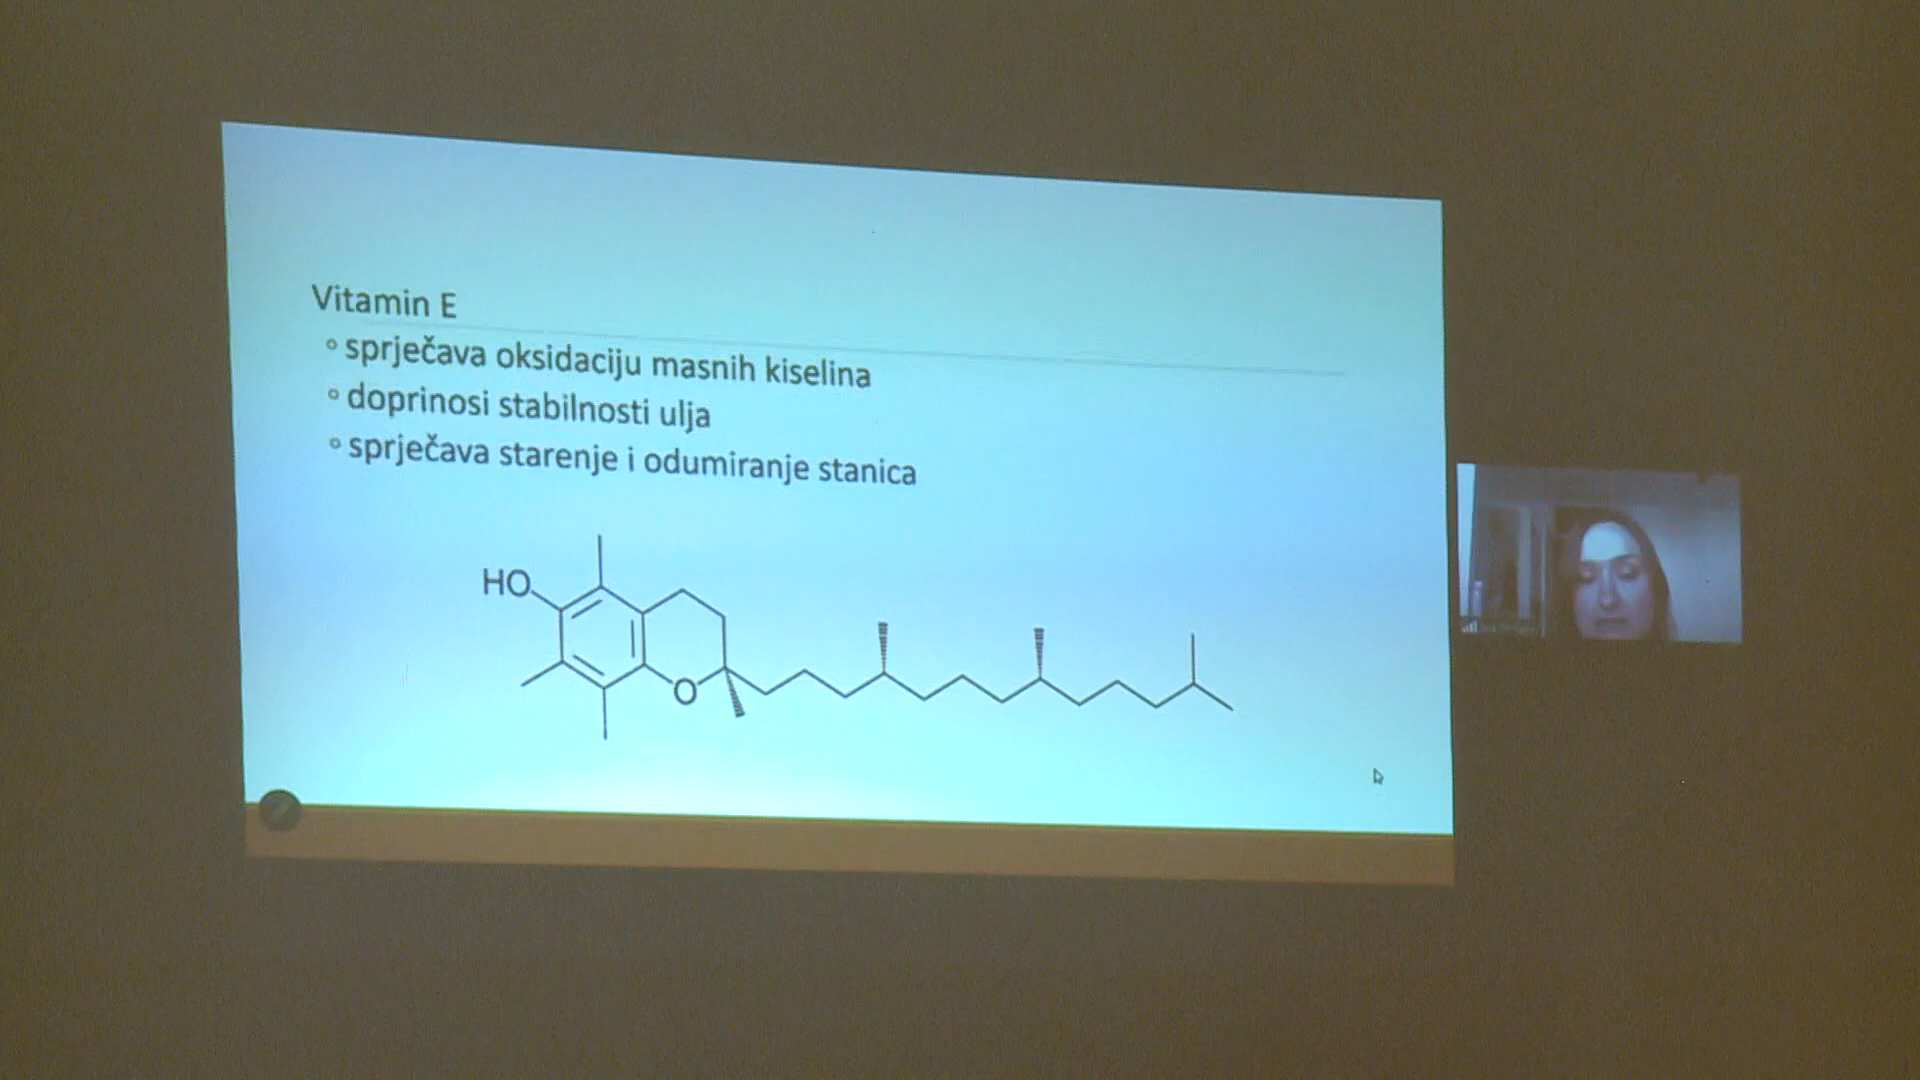 Vitamin E
° sprječava oksidaciju masnih kiselina
° doprinosi stabilnosti ulja
° sprječava starenje i odumiranje stanica
HO
O